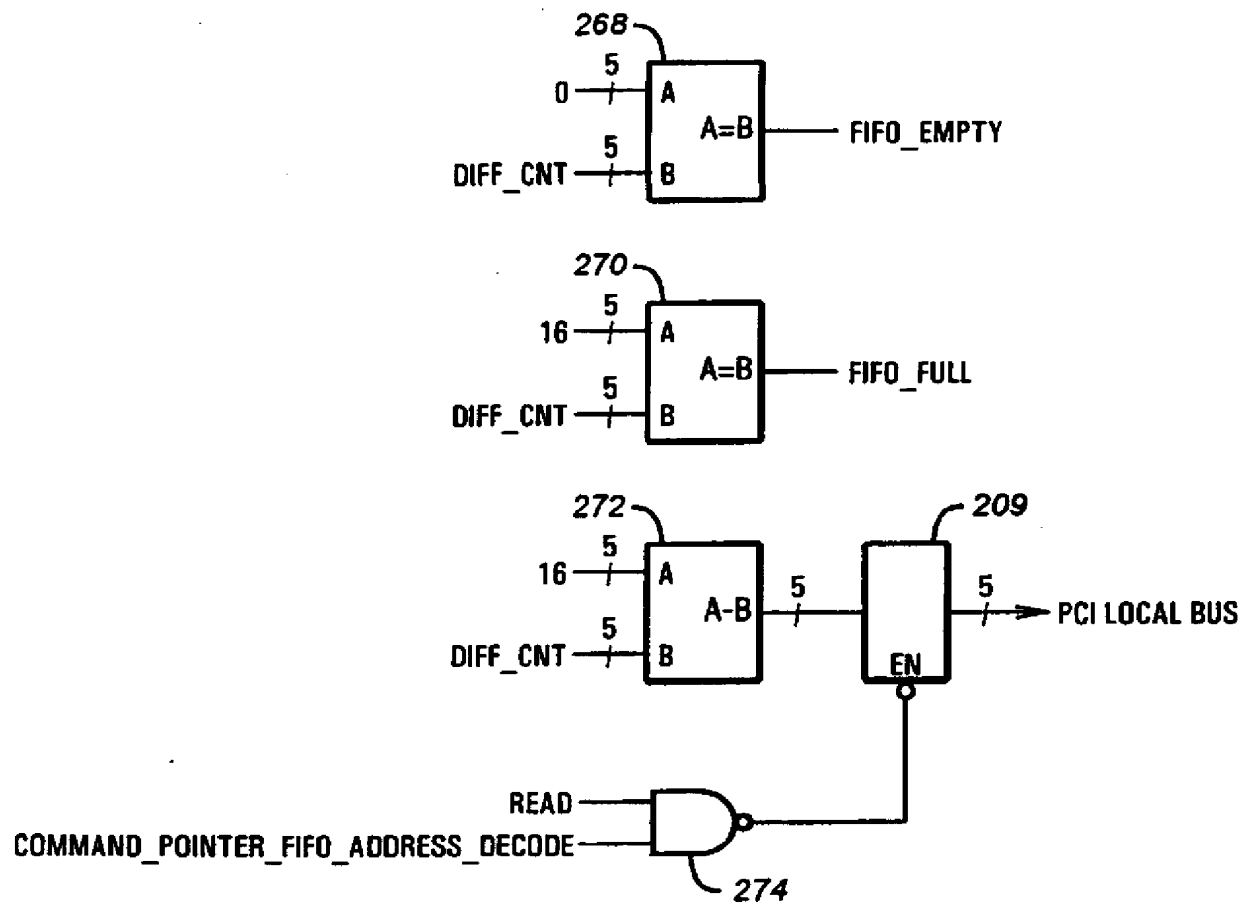 268
5
0
A
A=B
FIFO_EMPTY
5
DIFF_CNT
B
270
5
16
A
A=B
FIFO_FULL
5
DIFF_CNT
B
272
209
5
16
A
A-B
5
5
PCI LOCAL BUS
5
DIFF_CNT
B
EN
READ
COMMAND_POINTER_FIFO_ADDRESS_DECODE
274